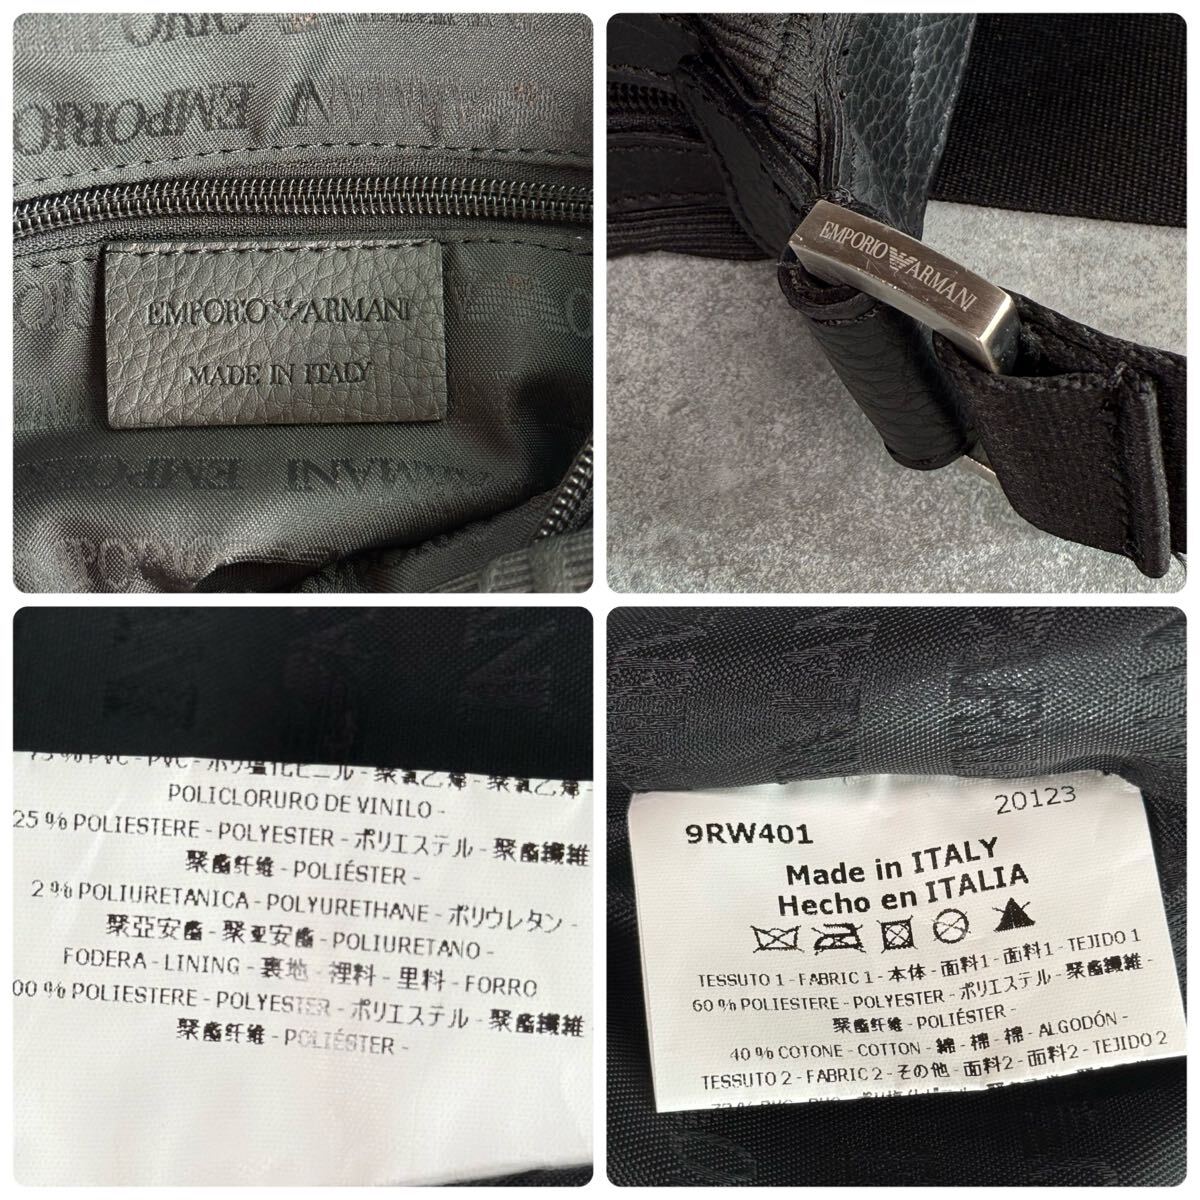 EMPORIO
EMPORIO ARMANI
MADE IN ITALY
EMPORIO ARMANI
POLICLORURO DE VINILO -
25 % POLIESTERE - POLYESTER - ポリエステル - 聚酯纖維
聚酯纤维 - POLIÉSTER -
2 % POLIURETANICA - POLYURETHANE - ポリウレタン -
聚亞安酯 - 聚亚安酯 - POLIURETANO -
FODERA - LINING - 裏地 - 裡料 - 里料 - FORRO
00 % POLIESTERE - POLYESTER - ポリエステル - 聚酯纖維 -
聚酯纤维 - POLIÉSTER -
20123
9RW401
Made in ITALY
Hecho en ITALIA
TESSUTO 1 - FABRIC 1 - 本体 - 面料1 - 面料1 - TEJIDO 1
60 % POLIESTERE - POLYESTER - ポリエステル - 聚酯纖維 -
聚酯纤维 - POLIÉSTER -
40 % COTONE - COTTON - 綿 - 棉 - 棉 - ALGODÓN -
TESSUTO 2 - FABRIC 2 - その他 - 面料2 - 面料2 - TEJIDO 2